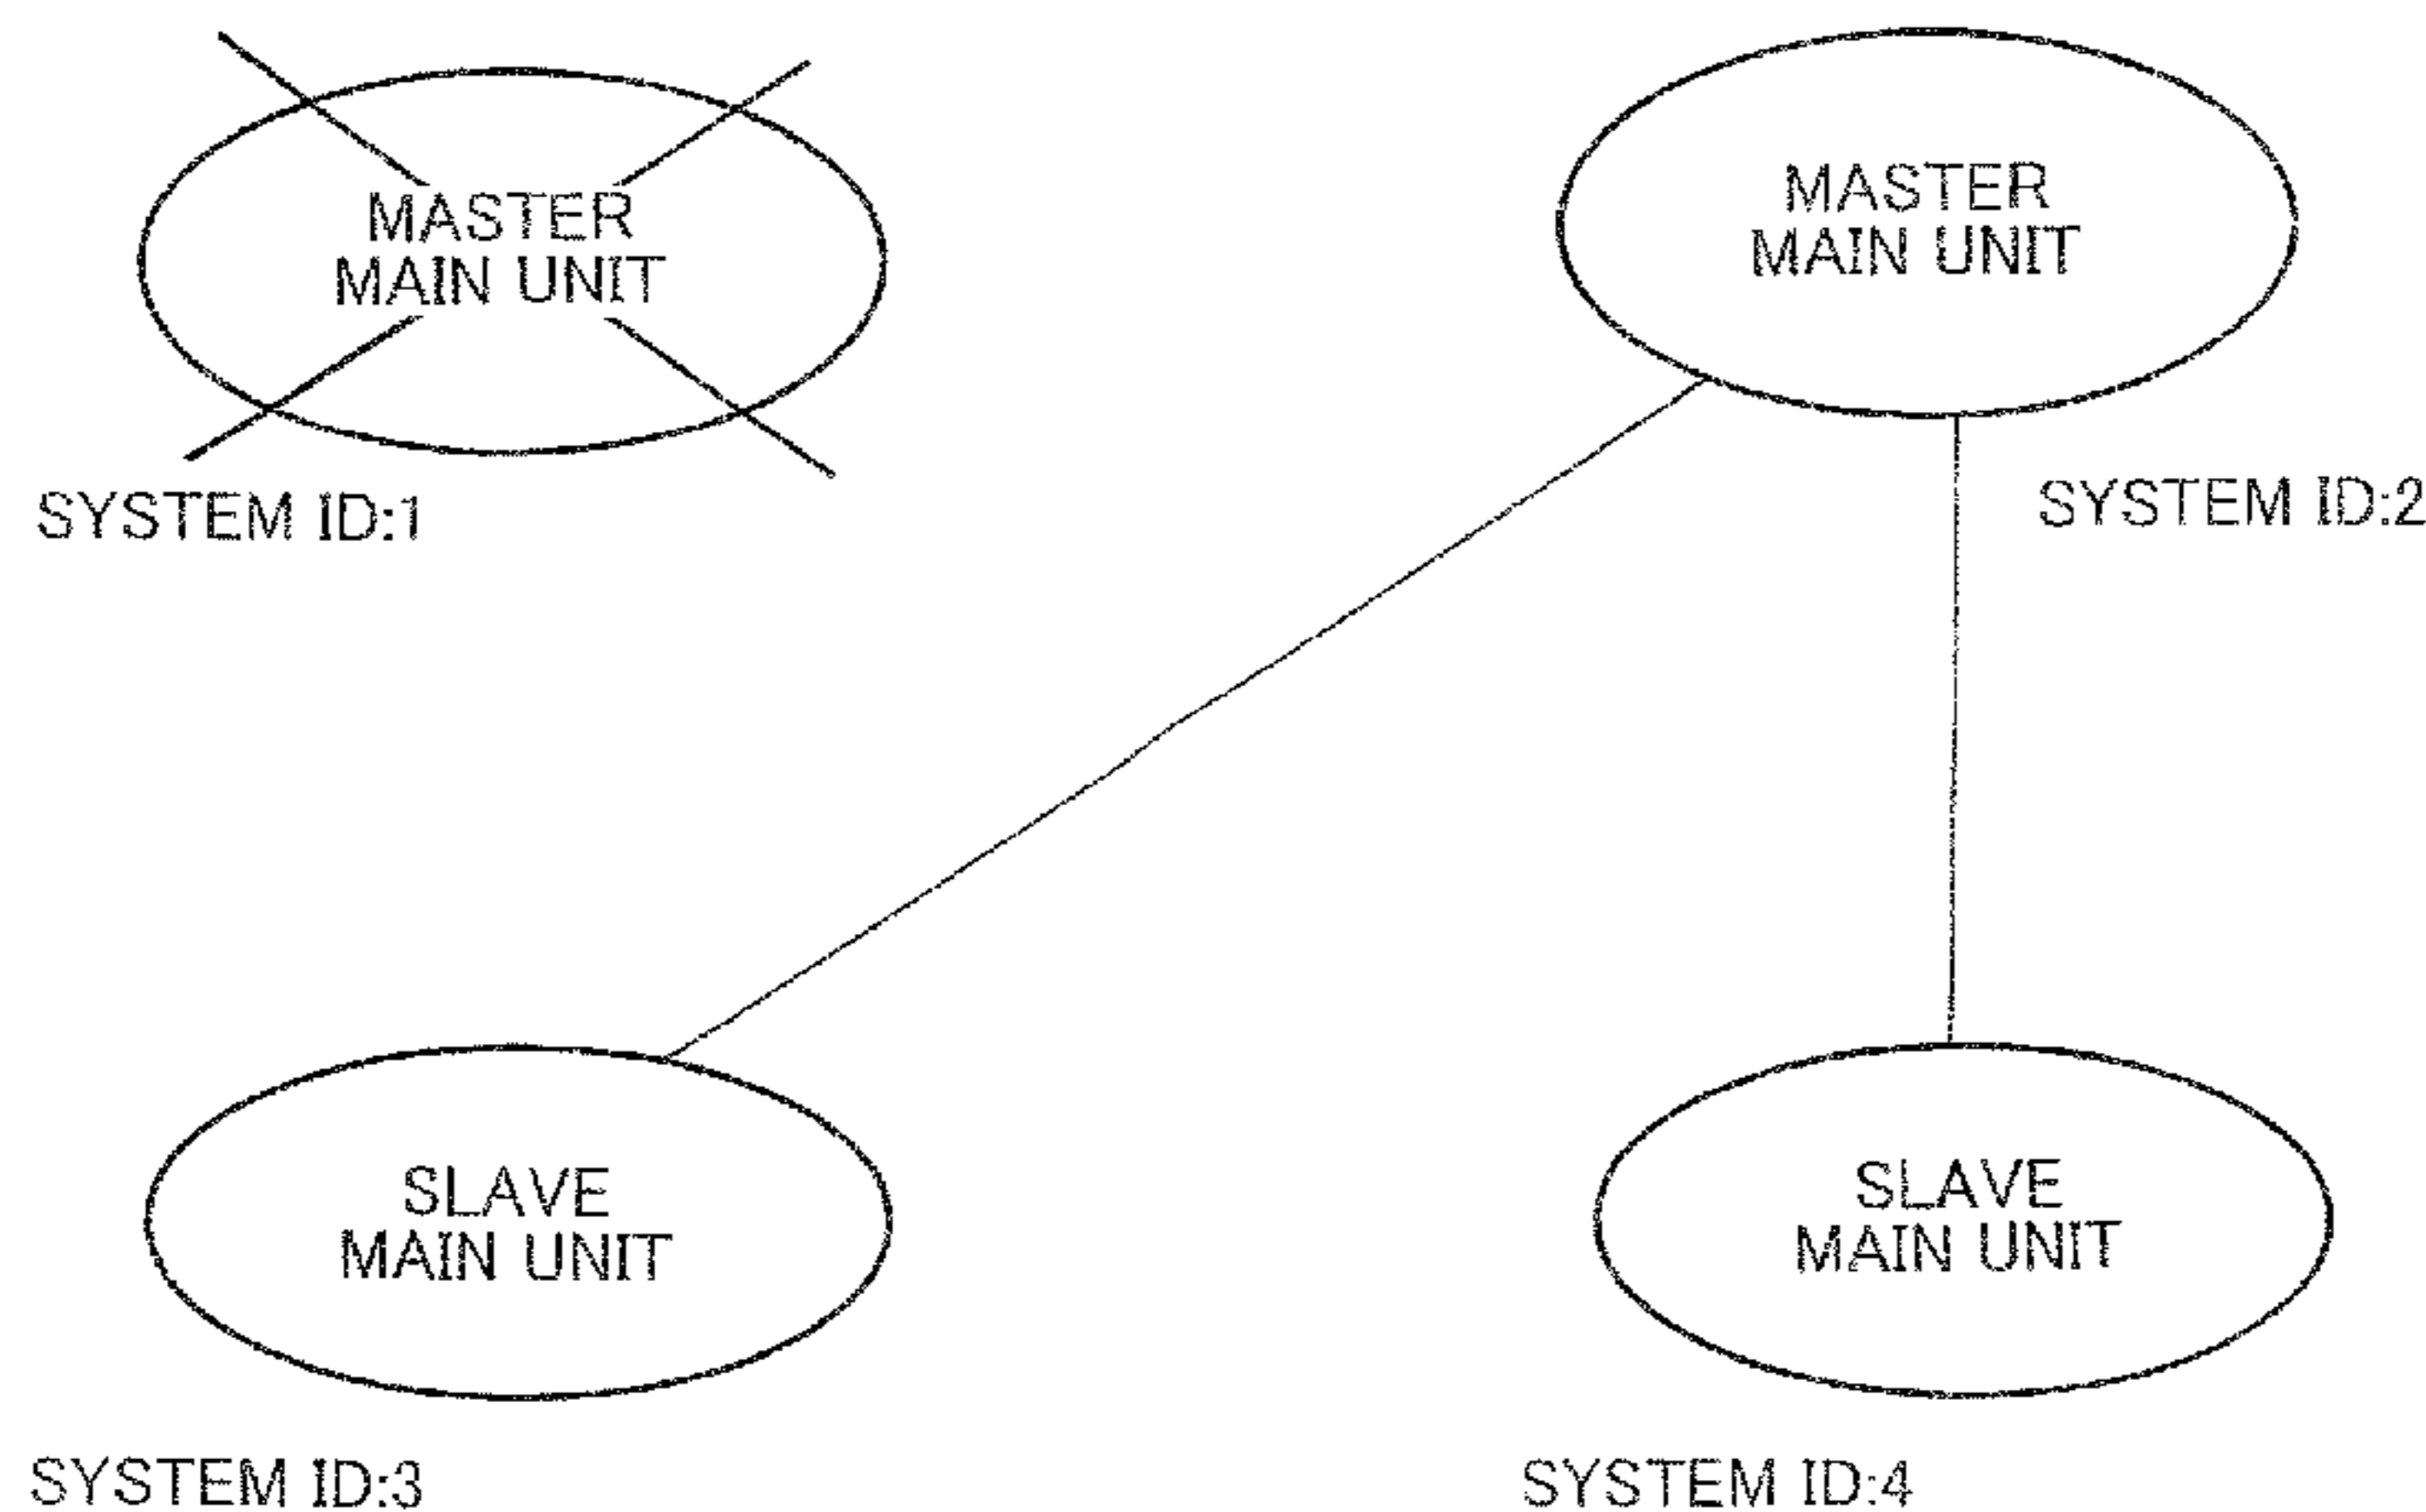 MASTER
MAIN UNIT
SYSTEM ID:1
MASTER
MAIN UNIT
SYSTEM ID:2
SLAVE
MAIN UNIT
SYSTEM ID:3
SLAVE
MAIN UNIT
SYSTEM ID:4